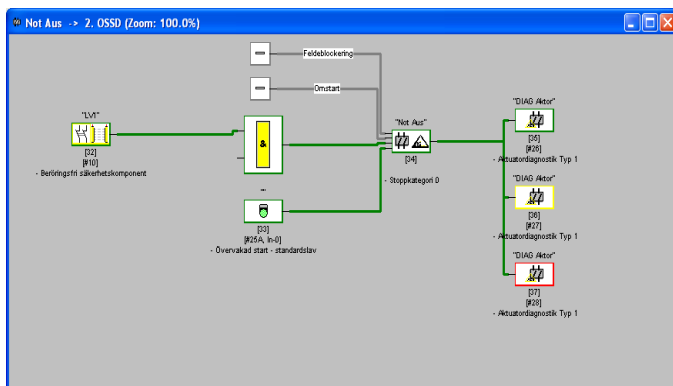 Not Aus -> 2. OSSD (Zoom: 100.0%)
Feldeblockering
Omstart
"LV1"
[32]
[#10]
- Beröringsfri säkerhetskomponent
&
...
[33]
[#25A, In-0]
- Övervakad start - standardslav
"Not Aus"
[34]
- Stoppkategori 0
"DIAG Aktor"
[35]
[#26]
- Aktuatordiagnostik Typ 1
"DIAG Aktor"
[36]
[#27]
- Aktuatordiagnostik Typ 1
"DIAG Aktor"
[37]
[#28]
- Aktuatordiagnostik Typ 1